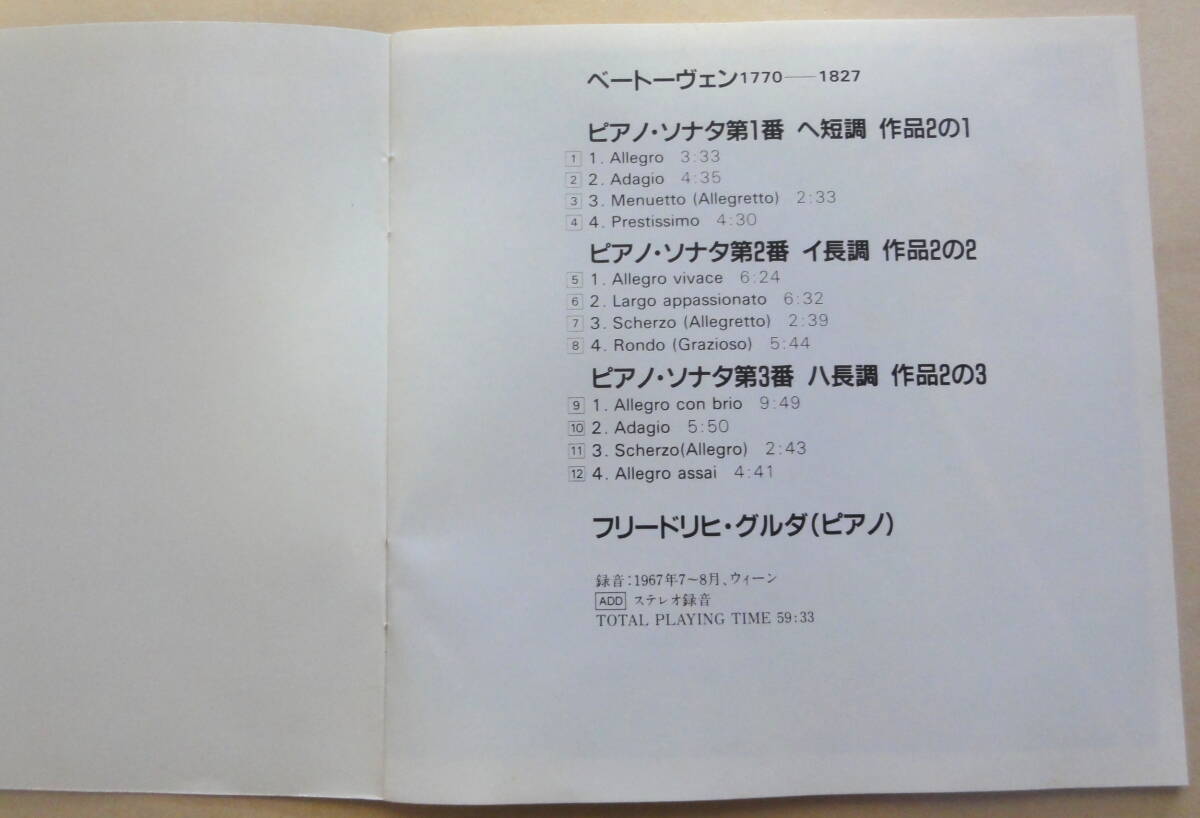 ベートーヴェン1770——1827
ピアノ・ソナタ第1番 ヘ短調 作品2の1
1 1. Allegro 3:33
2 2. Adagio 4:35
3 3. Menuetto (Allegretto) 2:33
4 4. Prestissimo 4:30
ピアノ・ソナタ第2番 イ長調 作品2の2
5 1. Allegro vivace 6:24
6 2. Largo appassionato 6:32
7 3. Scherzo (Allegretto) 2:39
8 4. Rondo (Grazioso) 5:44
ピアノ・ソナタ第3番 ハ長調 作品2の3
9 1. Allegro con brio 9:49
10 2. Adagio 5:50
11 3. Scherzo(Allegro) 2:43
12 4. Allegro assai 4:41
フリードリヒ・グルダ(ピアノ)
録音:1967年7〜8月、ウィーン
ADD ステレオ録音
TOTAL PLAYING TIME 59:33